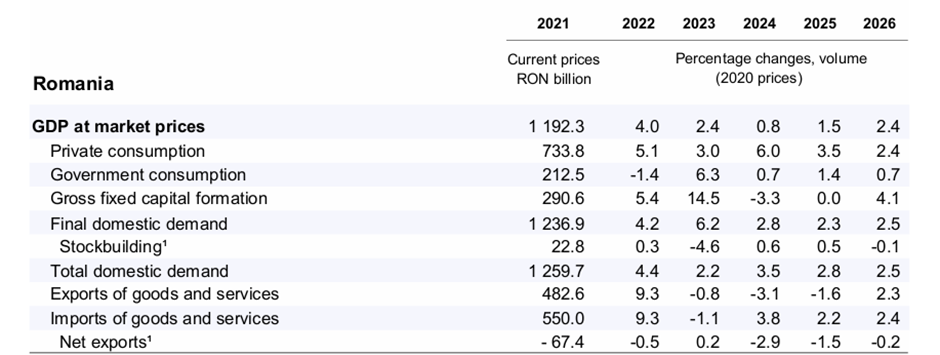 2021 2022 2023 2024 2025 2026
Current prices RON billion
Percentage changes, volume (2020 prices)
Romania
GDP at market prices 1 192.3 4.0 2.4 0.8 1.5 2.4
Private consumption 733.8 5.1 3.0 6.0 3.5 2.4
Government consumption 212.5 -1.4 6.3 0.7 1.4 0.7
Gross fixed capital formation 290.6 5.4 14.5 -3.3 0.0 4.1
Final domestic demand 1 236.9 4.2 6.2 2.8 2.3 2.5
Stockbuilding¹ 22.8 0.3 -4.6 0.6 0.5 -0.1
Total domestic demand 1 259.7 4.4 2.2 3.5 2.8 2.5
Exports of goods and services 482.6 9.3 -0.8 -3.1 -1.6 2.3
Imports of goods and services 550.0 9.3 -1.1 3.8 2.2 2.4
Net exports¹ - 67.4 -0.5 0.2 -2.9 -1.5 -0.2